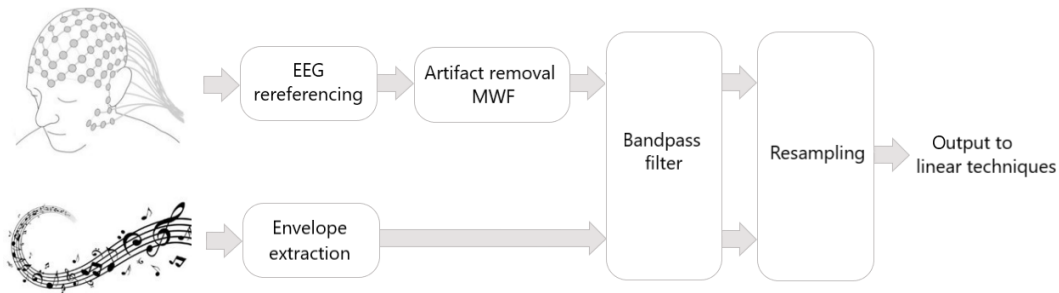 EEG
rereferencing
Artifact removal
MWF
Bandpass
filter
Resampling
Output to
linear techniques
Envelope
extraction